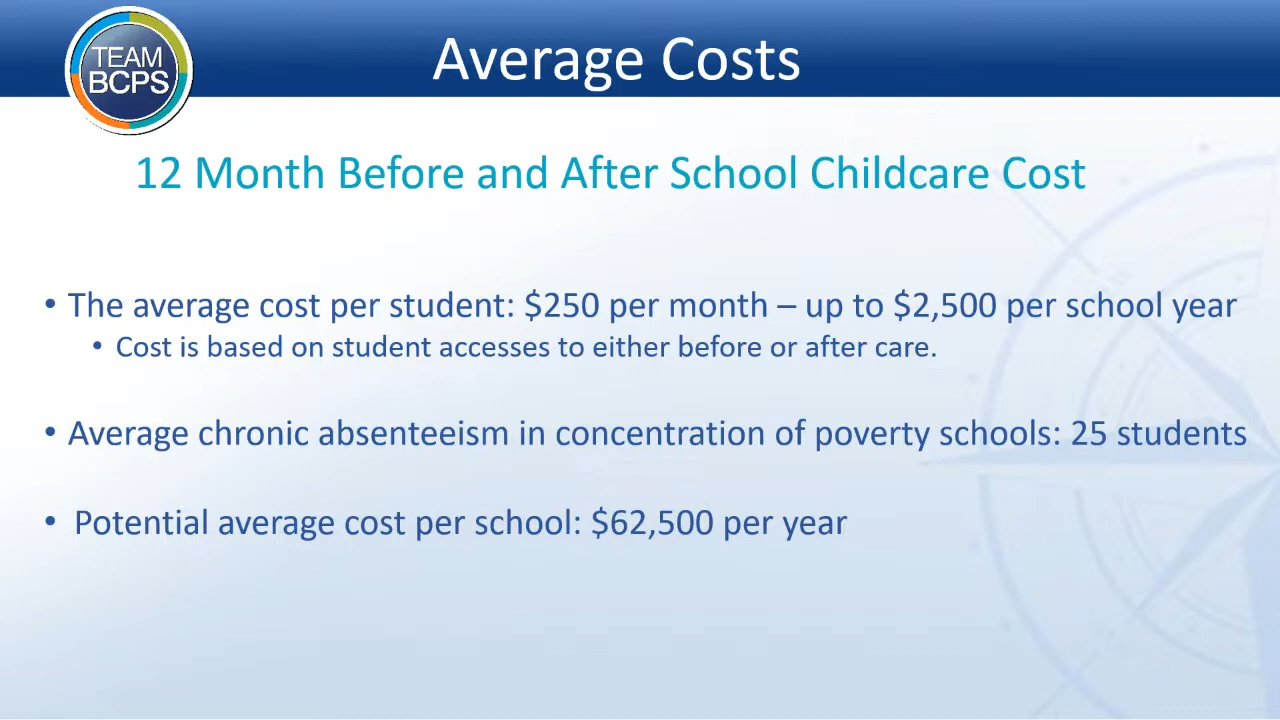 TEAM
BCPS
Average Costs
12 Month Before and After School Childcare Cost
• The average cost per student: $250 per month – up to $2,500 per school year
• Cost is based on student accesses to either before or after care.
• Average chronic absenteeism in concentration of poverty schools: 25 students
• Potential average cost per school: $62,500 per year